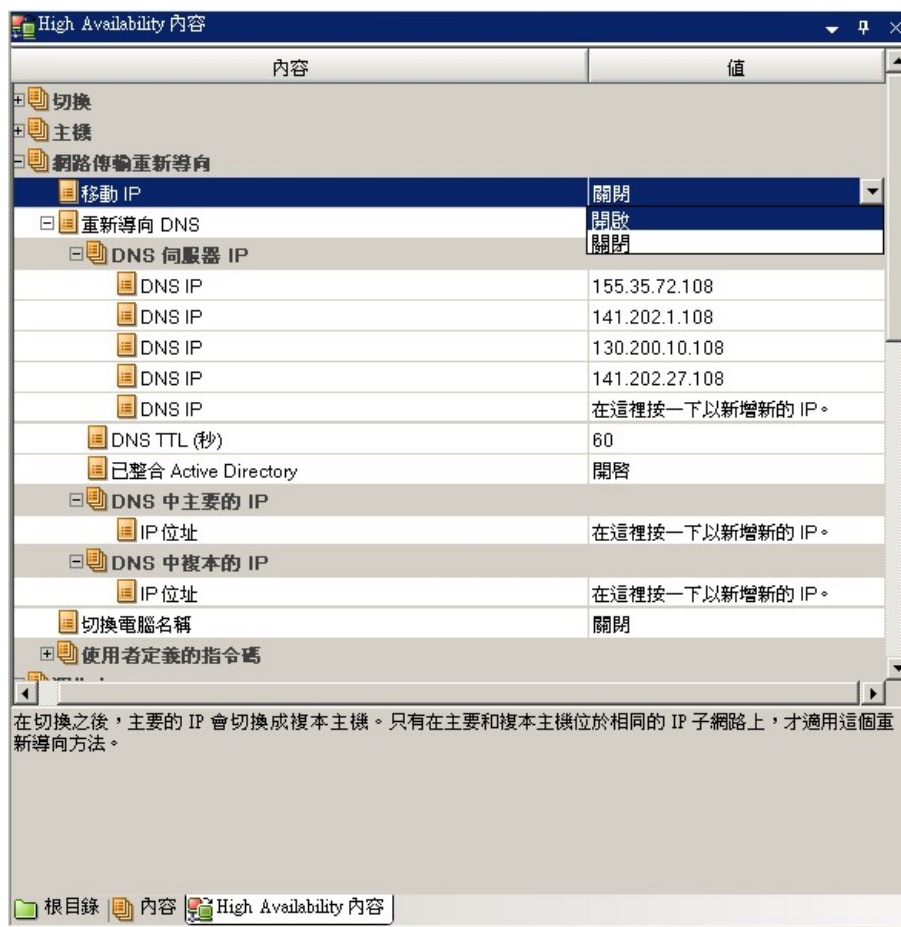 High Availability 內容
內容 值
切換
主機
網路傳輸重新導向
移動 IP 關閉
重新導向 DNS 開啟
關閉
DNS 伺服器 IP
DNS IP 155.35.72.108
DNS IP 141.202.1.108
DNS IP 130.200.10.108
DNS IP 141.202.27.108
DNS IP 在這裡按一下以新增新的 IP。
DNS TTL (秒) 60
已整合 Active Directory 開啓
DNS 中主要的 IP
IP 位址 在這裡按一下以新增新的 IP。
DNS 中複本的 IP
IP 位址 在這裡按一下以新增新的 IP。
切換電腦名稱 關閉
使用者定義的指令碼
在切換之後，主要的 IP 會切換成複本主機。只有在主要和複本主機位於相同的 IP 子網路上，才適用這個重
新導向方法。
根目錄 內容 High Availability 內容